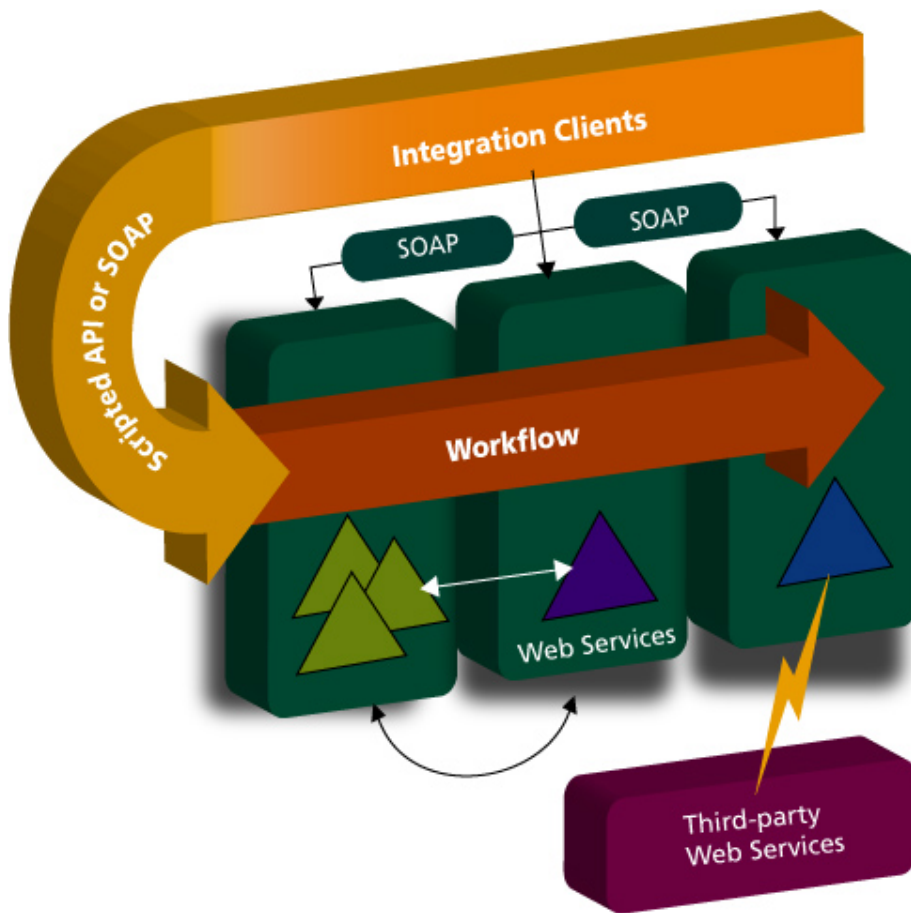 Integration Clients
SOAP
SOAP
Scripted API or SOAP
Workflow
Web Services
Third-party
Web Services